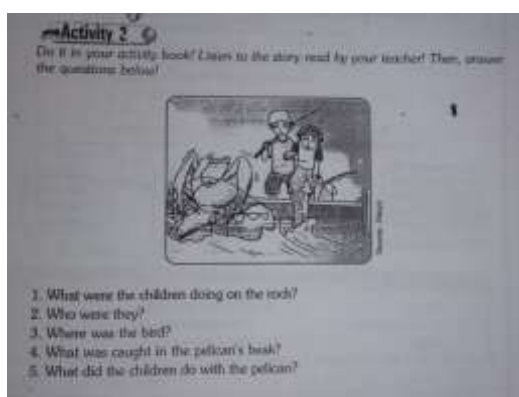 Activity 2
Do it in your activity book! Listen to the story read by your teacher! Then, answer
the questions below!
1. What were the children doing on the rock?
2. Who were they?
3. Where was the bird?
4. What was caught in the pelican's beak?
5. What did the children do with the pelican?